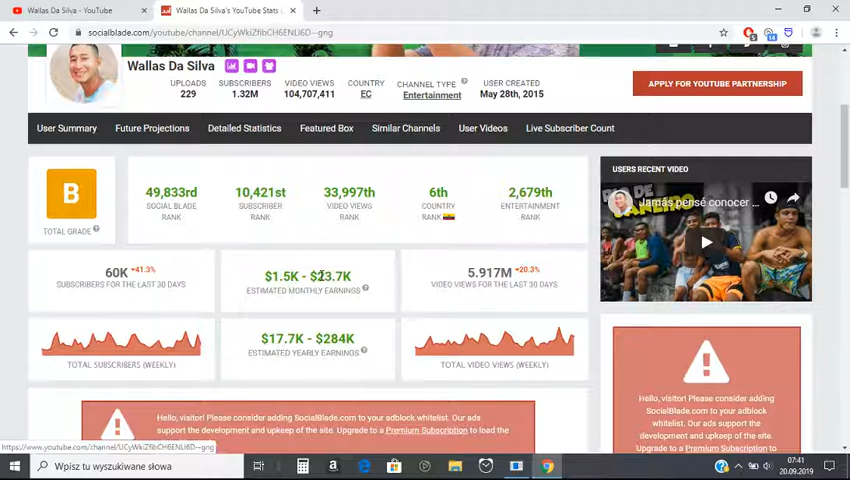 Wallas Da Silva - YouTube
Wallas Da Silva's YouTube Stats (
socialblade.com/youtube/channel/UCyWkiZfibCH6ENLI6D--gng
Wallas Da Silva
UPLOADS
229
SUBSCRIBERS
1.32M
VIDEO VIEWS
104,707,411
COUNTRY
EC
CHANNEL TYPE
Entertainment
USER CREATED
May 28th, 2015
APPLY FOR YOUTUBE PARTNERSHIP
User Summary
Future Projections
Detailed Statistics
Featured Box
Similar Channels
User Videos
Live Subscriber Count
B
TOTAL GRADE
49,833rd
SOCIAL BLADE
RANK
10,421st
SUBSCRIBER
RANK
33,997th
VIDEO VIEWS
RANK
6th
COUNTRY
RANK
2,679th
ENTERTAINMENT
RANK
60K -41.3%
SUBSCRIBERS FOR THE LAST 30 DAYS
$1.5K - $23.7K
ESTIMATED MONTHLY EARNINGS
5.917M -20.3%
VIDEO VIEWS FOR THE LAST 30 DAYS
TOTAL SUBSCRIBERS (WEEKLY)
$17.7K - $284K
ESTIMATED YEARLY EARNINGS
TOTAL VIDEO VIEWS (WEEKLY)
USERS RECENT VIDEO
Jamás pensé conocer ...
Hello, visitor! Please consider adding SocialBlade.com to your adblock whitelist. Our ads
support the development and upkeep of the site. Upgrade to a Premium Subscription to load the
Hello, visitor! Please consider adding
SocialBlade.com to your adblock
whitelist. Our ads support the
development and upkeep of the site.
Upgrade to a Premium Subscription to
https://www.youtube.com/channel/UCyWkiZfibCH6ENLI6D--gng
Wpisz tu wyszukiwane słowa
07:41
20.09.2019